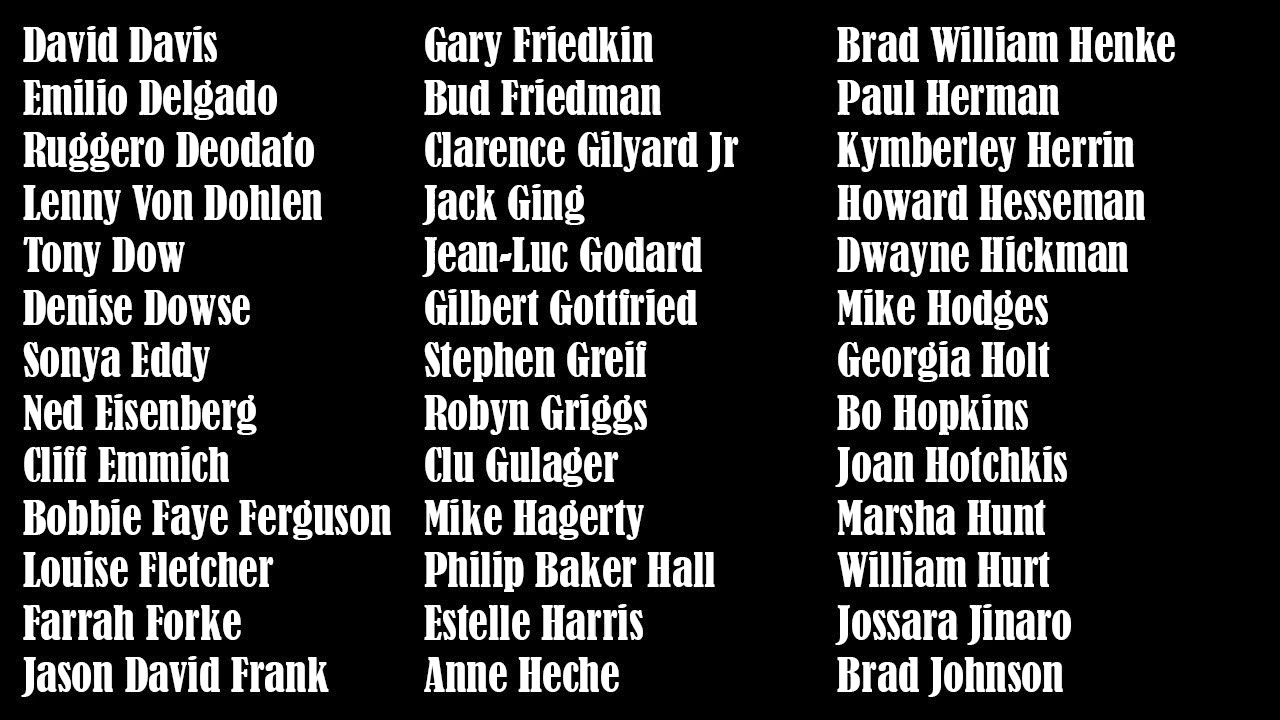 David Davis
Emilio Delgado
Ruggero Deodato
Lenny Von Dohlen
Tony Dow
Denise Dowse
Sonya Eddy
Ned Eisenberg
Cliff Emmich
Bobbie Faye Ferguson
Louise Fletcher
Farrah Forke
Jason David Frank
Gary Friedkin
Bud Friedman
Clarence Gilyard Jr
Jack Ging
Jean-Luc Godard
Gilbert Gottfried
Stephen Greif
Robyn Griggs
Clu Gulager
Mike Hagerty
Philip Baker Hall
Estelle Harris
Anne Heche
Brad William Henke
Paul Herman
Kymberley Herrin
Howard Hesseman
Dwayne Hickman
Mike Hodges
Georgia Holt
Bo Hopkins
Joan Hotchkis
Marsha Hunt
William Hurt
Jossara Jinaro
Brad Johnson